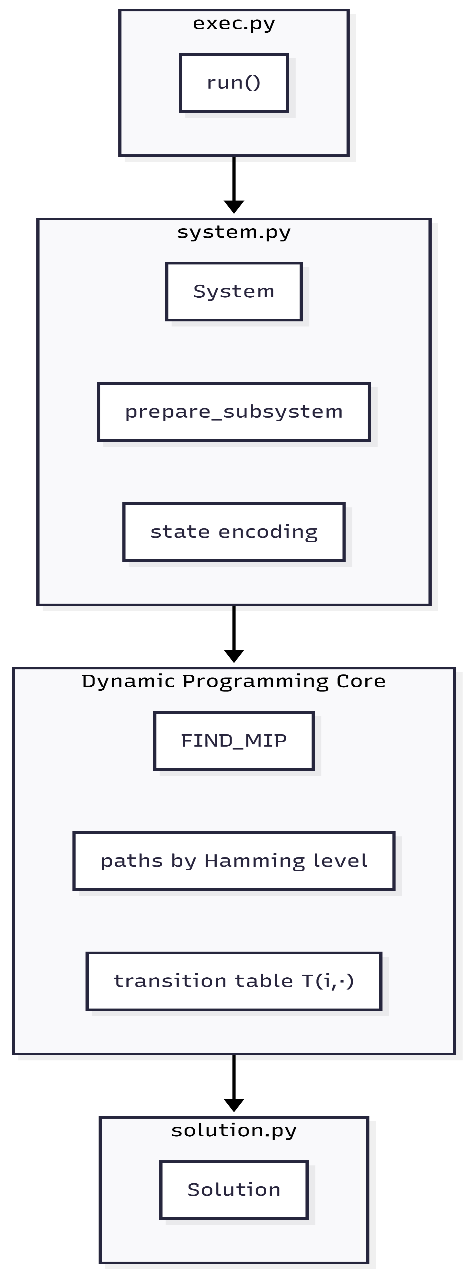 exec.py
run()
system.py
System
prepare_subsystem
state encoding
Dynamic Programming Core
FIND_MIP
paths by Hamming level
transition table T(i,·)
solution.py
Solution